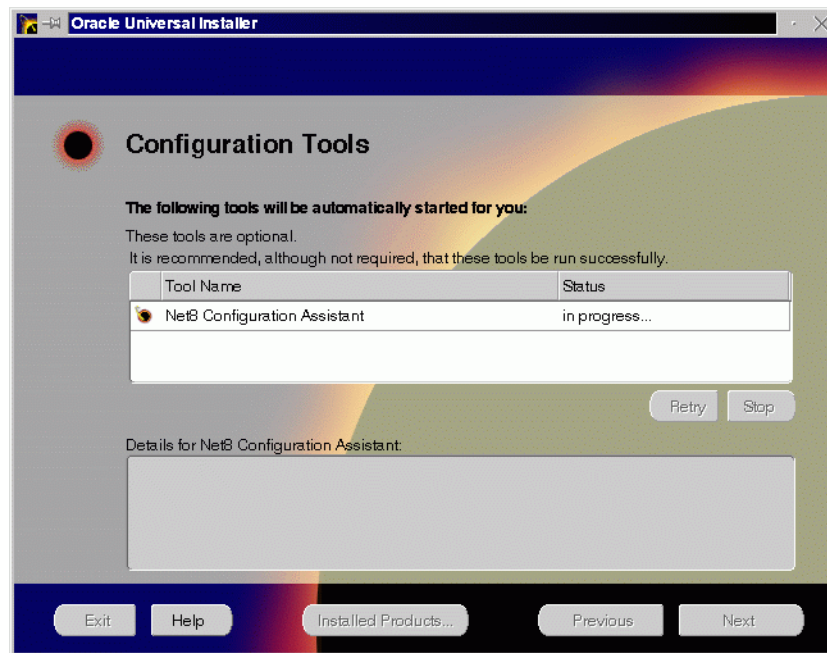 Oracle Universal Installer
Configuration Tools
The following tools will be automatically started for you:
These tools are optional.
It is recommended, although not required, that these tools be run successfully.
Tool Name Status
Net8 Configuration Assistant in progress...
Retry Stop
Details for Net8 Configuration Assistant:
Exit Help Installed Products... Previous Next